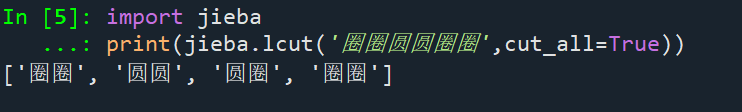 In [5]: import jieba
   ...: print(jieba.lcut('圈圈圆圆圈圈',cut_all=True))
['圈圈', '圆圆', '圆圈', '圈圈']